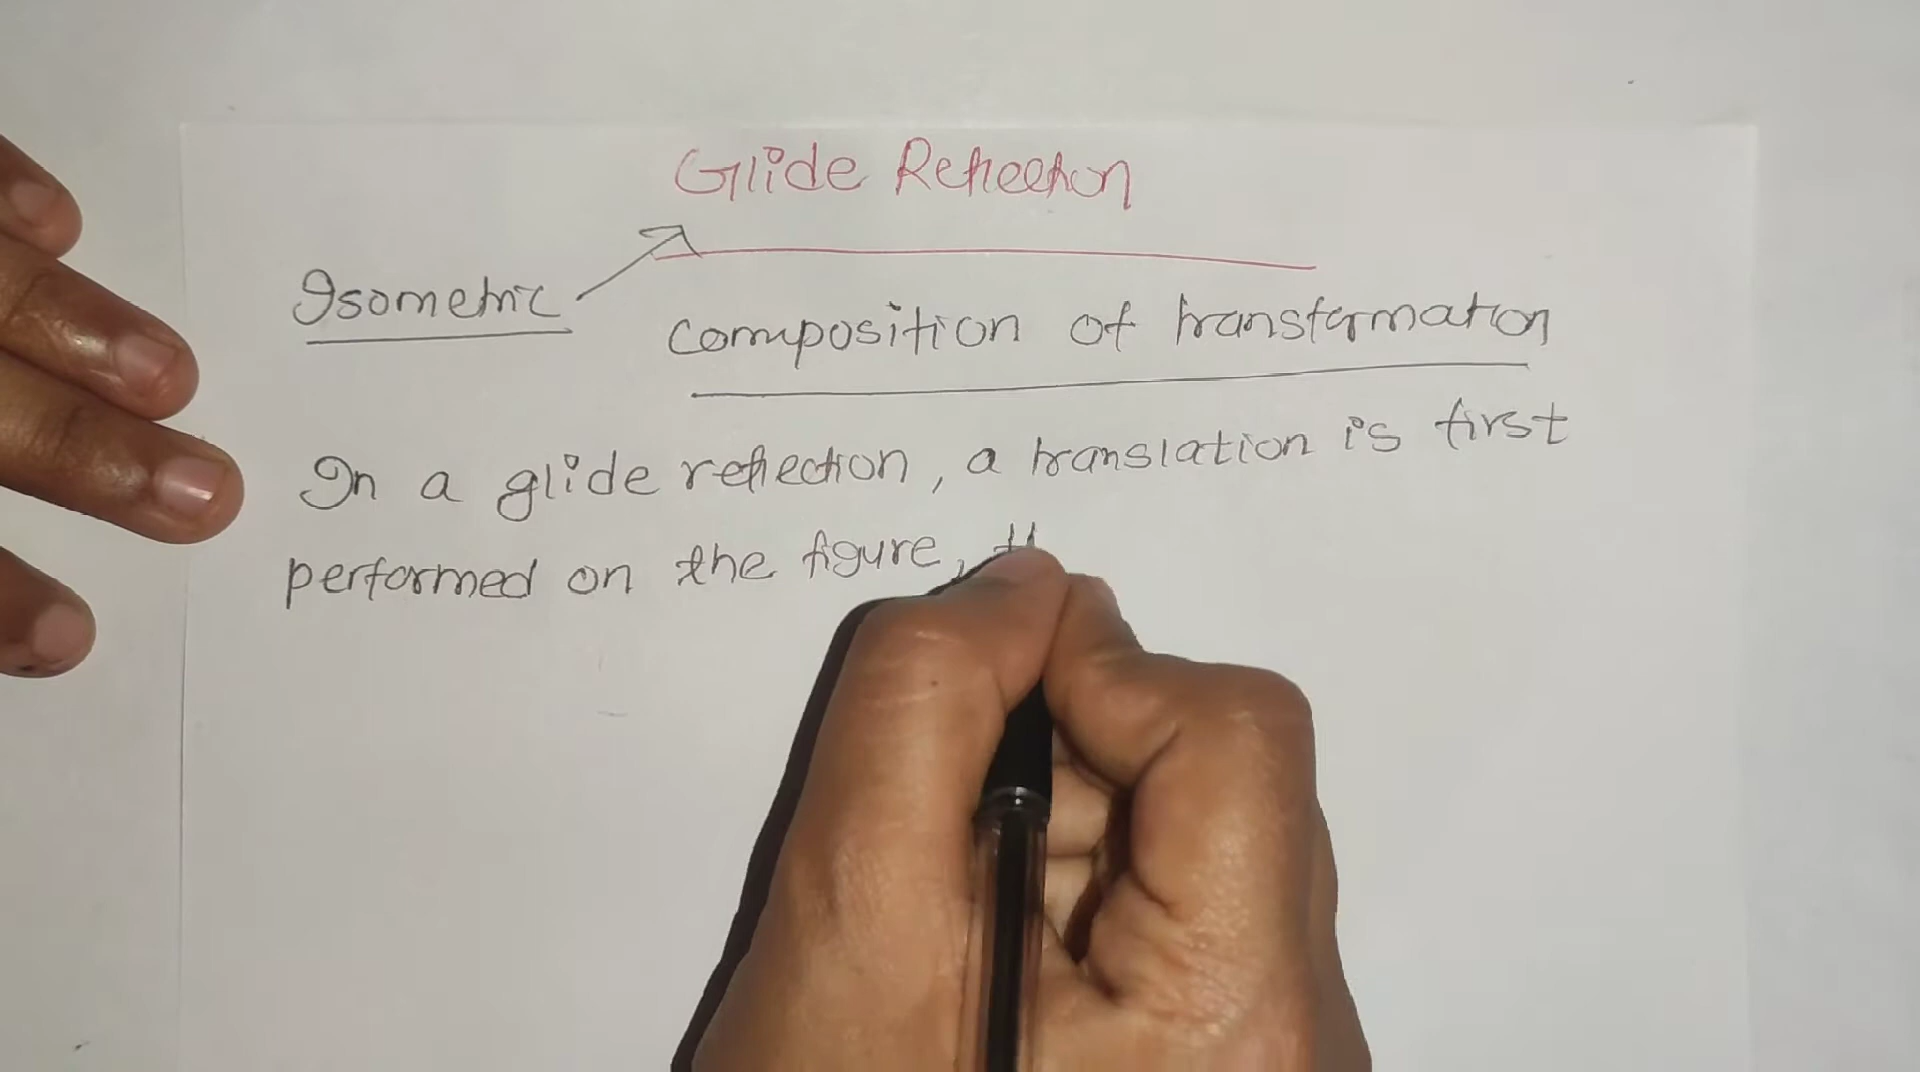 Glide Reflection
Isometric
composition of transformation
In a glide reflection, a translation is first
performed on the figure,